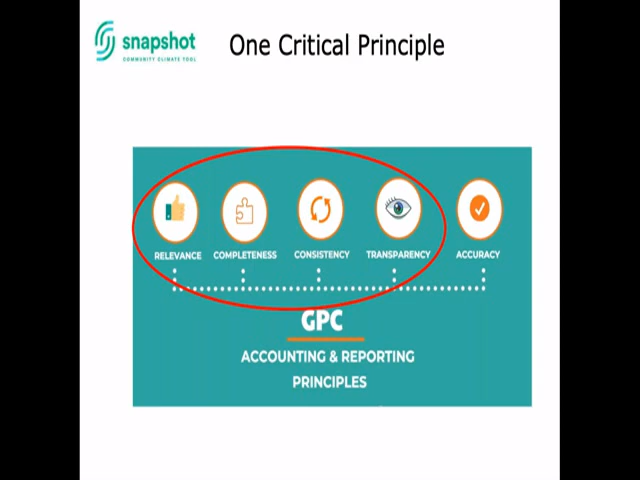 snapshot
COMMUNITY CLIMATE TOOL
One Critical Principle
RELEVANCE
COMPLETENESS
CONSISTENCY
TRANSPARENCY
ACCURACY
GPC
ACCOUNTING & REPORTING
PRINCIPLES